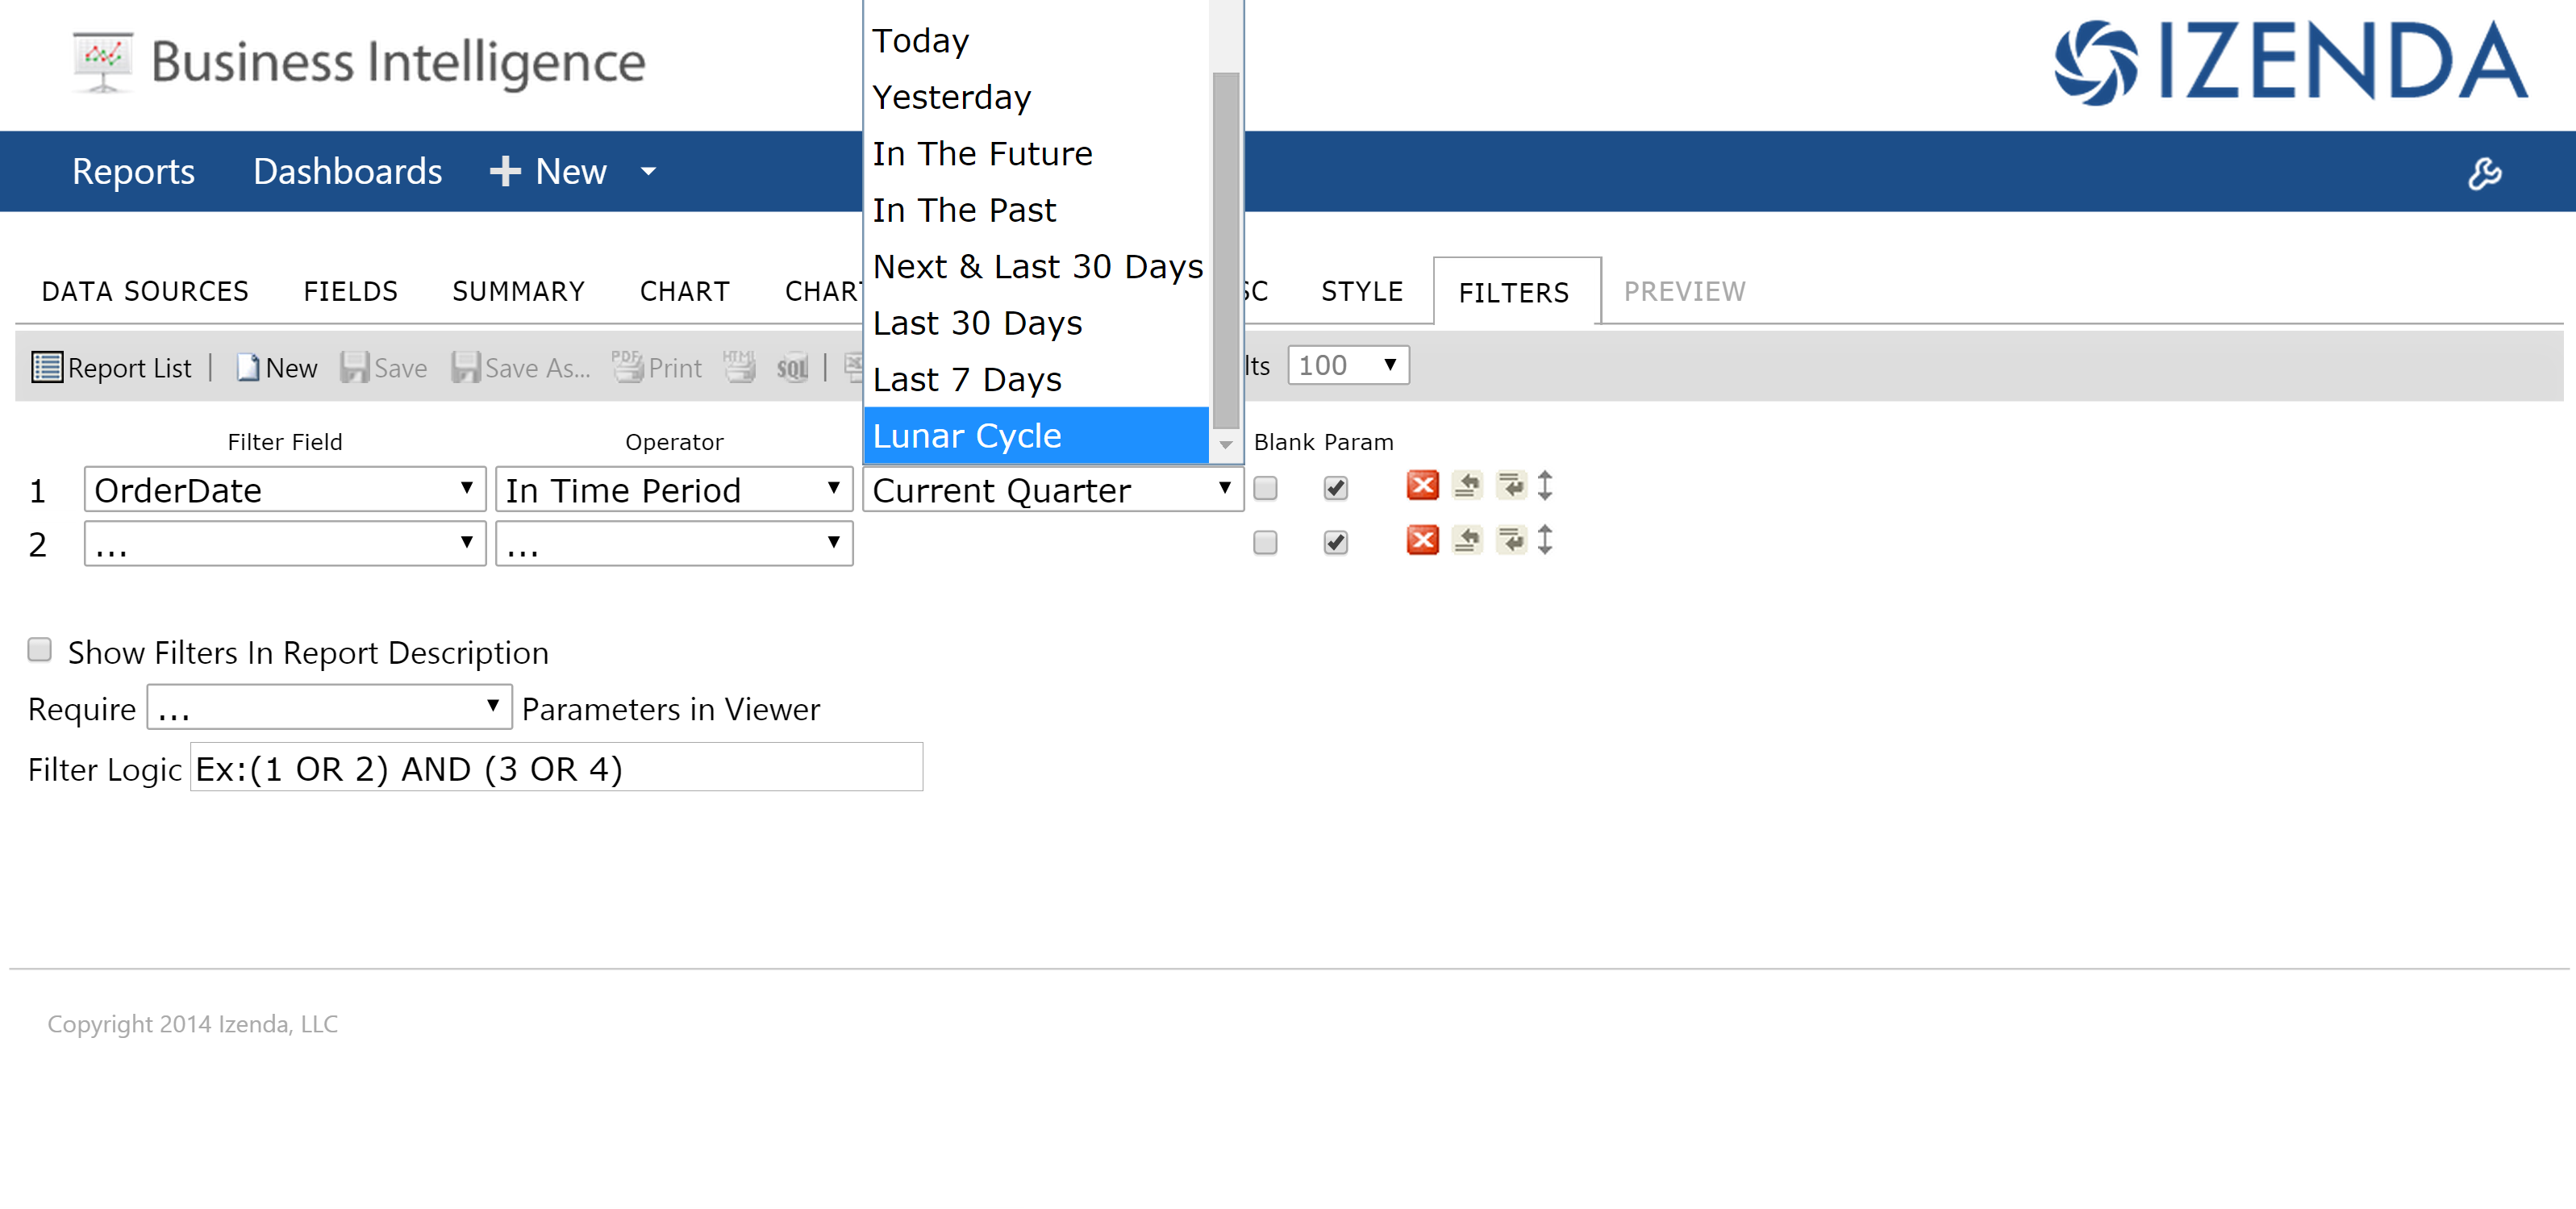 Business Intelligence
IZENDA
Reports Dashboards New
Today
Yesterday
In The Future
In The Past
Next & Last 30 Days
Last 30 Days
Last 7 Days
Lunar Cycle
DATA SOURCES FIELDS SUMMARY CHART CHART SC STYLE FILTERS PREVIEW
Report List | New Save Save As... PDF Print HTML SQL | lts 100
Filter Field Operator Blank Param
1 OrderDate In Time Period Current Quarter
2 ... ...
Show Filters In Report Description
Require ... Parameters in Viewer
Filter Logic Ex:(1 OR 2) AND (3 OR 4)
Copyright 2014 Izenda, LLC